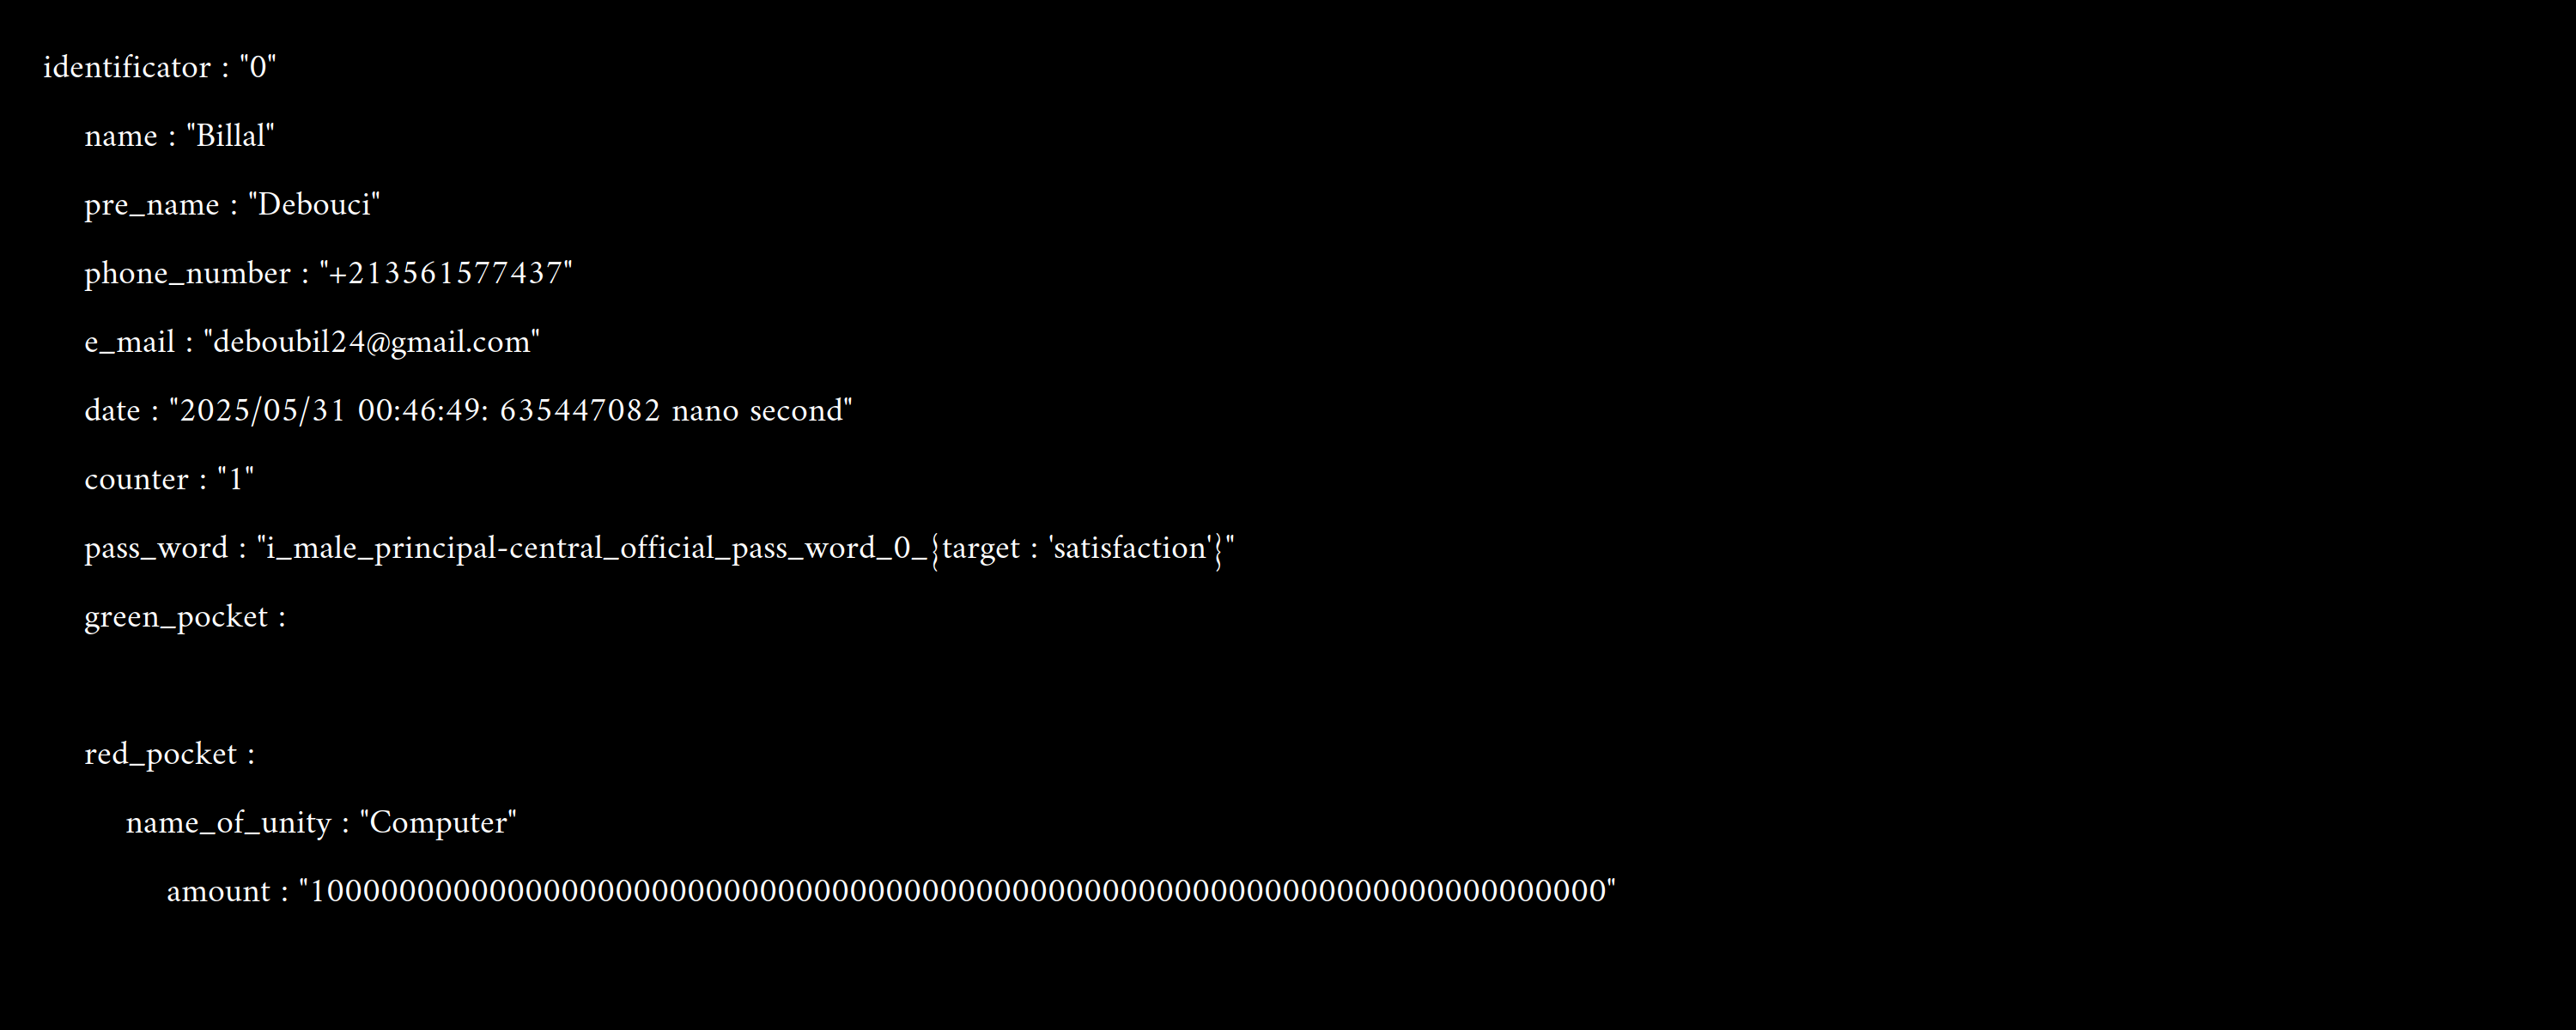 identificator : "0"
name : "Billal"
pre_name : "Debouci"
phone_number : "+213561577437"
e_mail : "deboubil24@gmail.com"
date : "2025/05/31 00:46:49: 635447082 nano second"
counter : "1"
pass_word : "i_male_principal-central_official_pass_word_0_{target : 'satisfaction'}"
green_pocket :
red_pocket :
name_of_unity : "Computer"
amount : "100000000000000000000000000000000000000000000000000000000000000000000000"